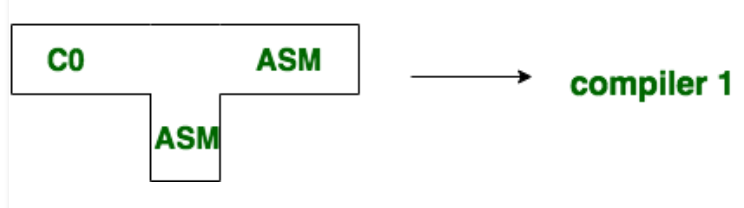 C0 ASM
compiler 1
ASM